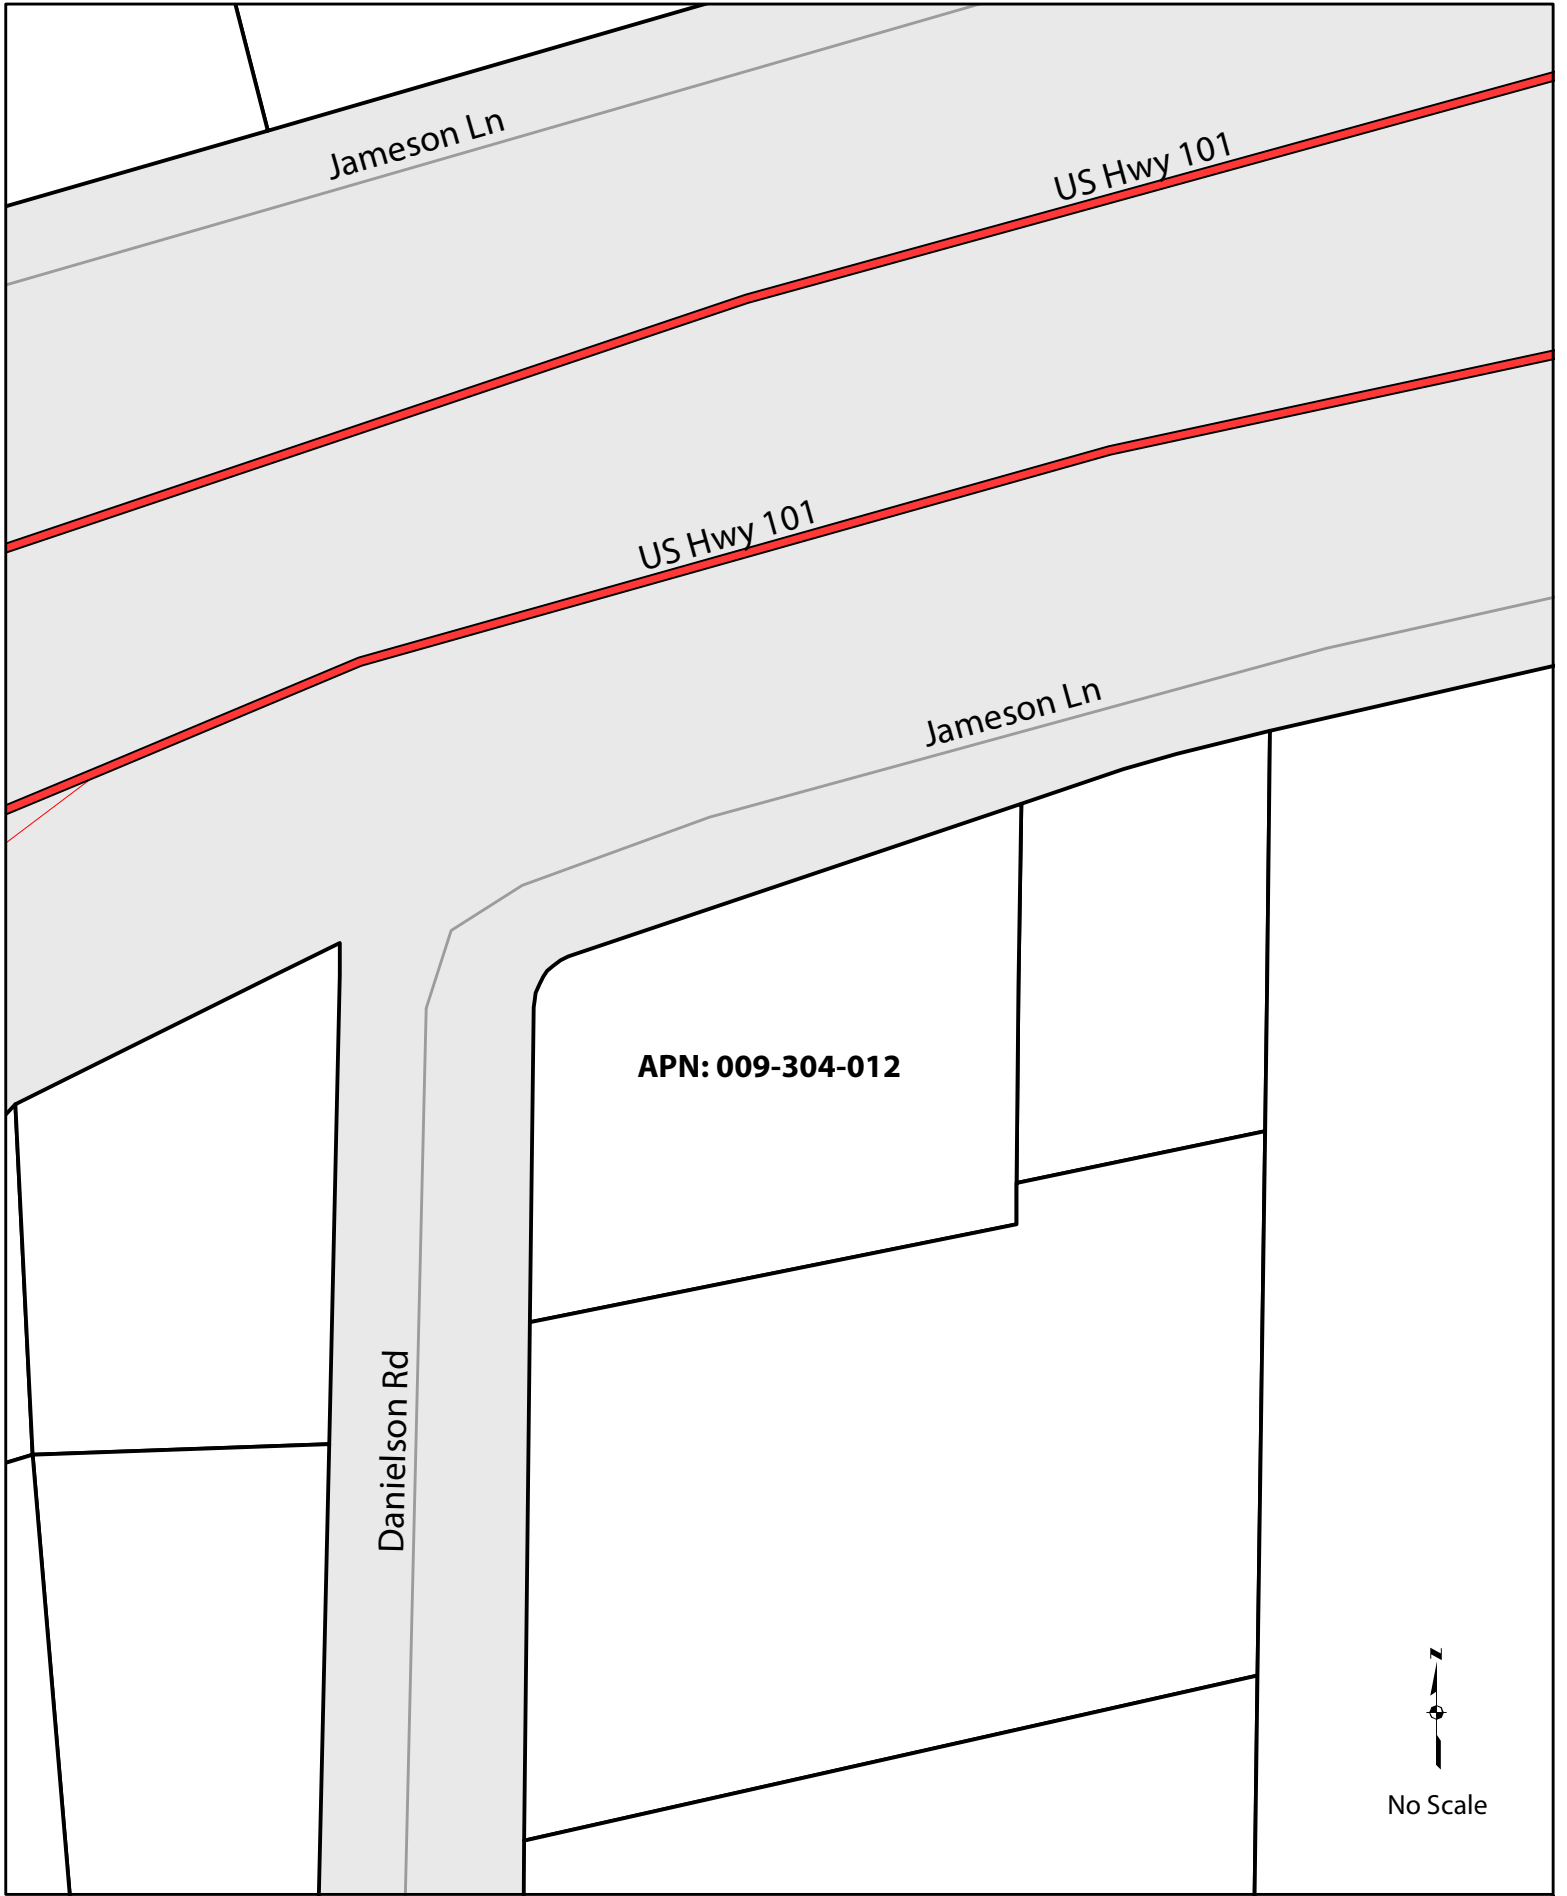 Jameson Ln
US Hwy 101
US Hwy 101
Jameson Ln
APN: 009-304-012
Danielson Rd
N
No Scale